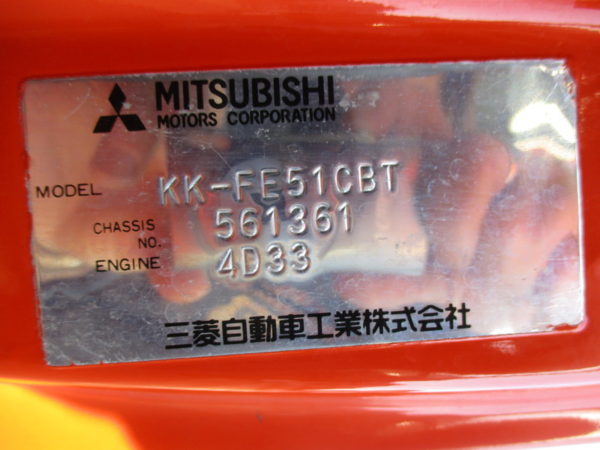 MITSUBISHI
MOTORS CORPORATION
MODEL KK-FE51CBT
CHASSIS NO. 561361
ENGINE 4D33
三菱自動車工業株式会社